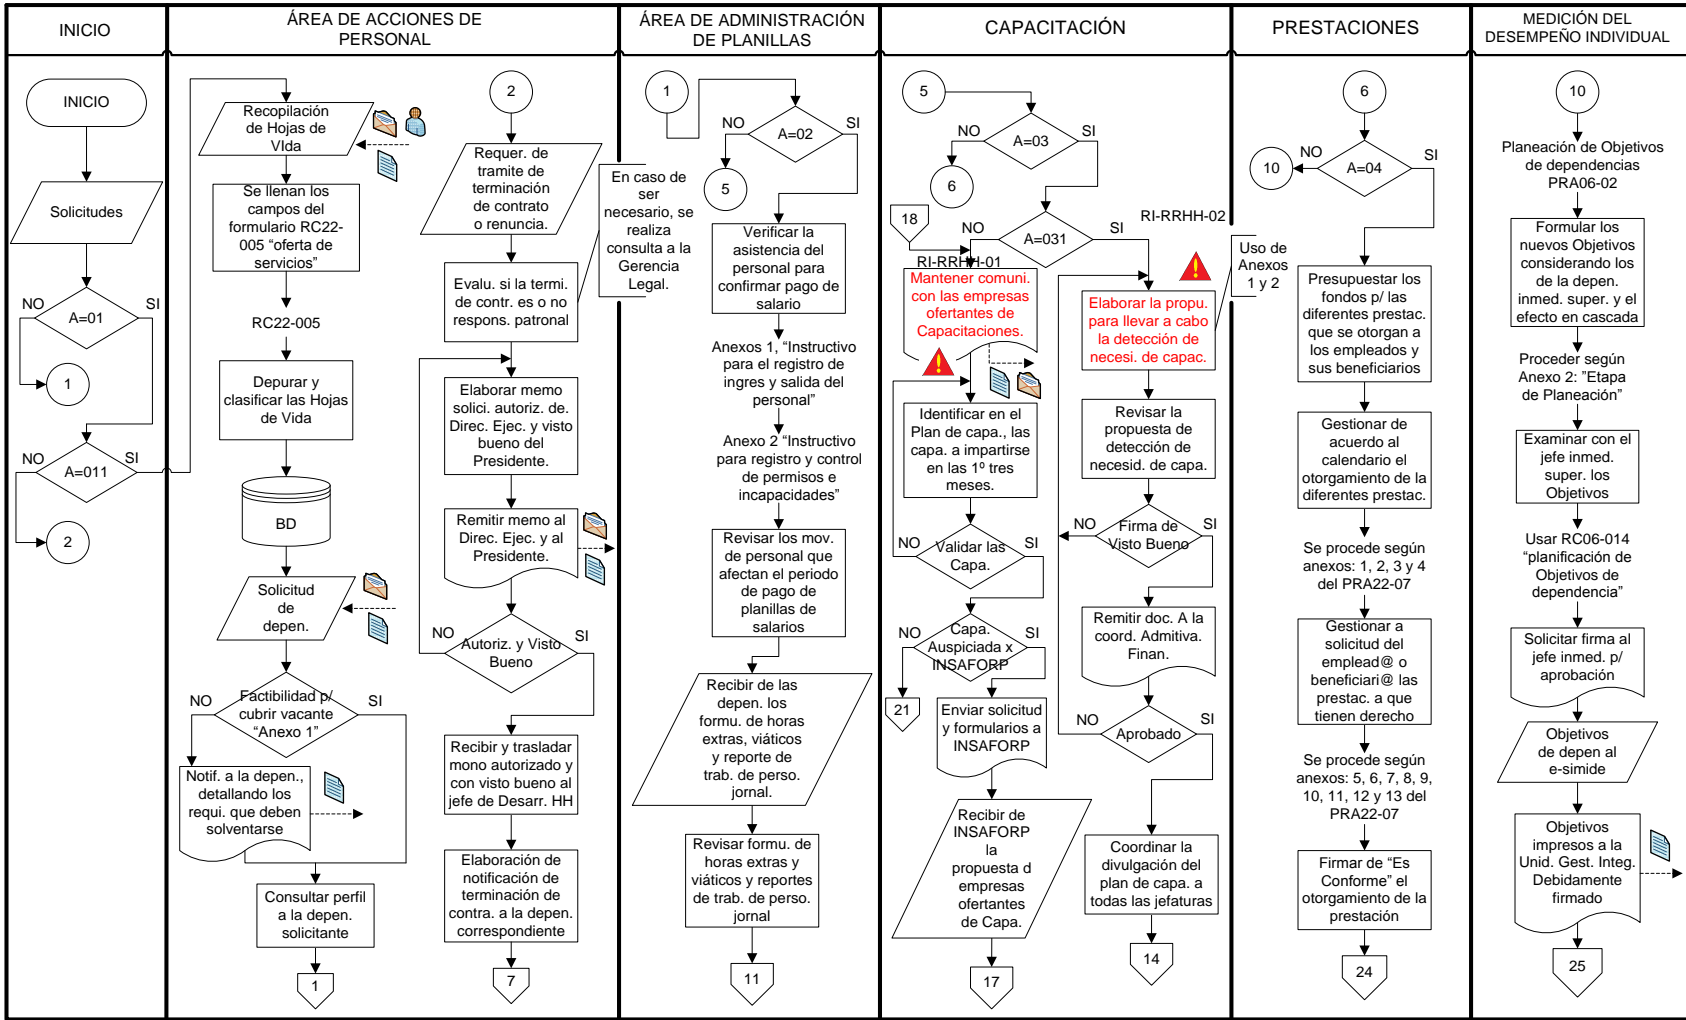 INICIO
ÁREA DE ACCIONES DE
PERSONAL
ÁREA DE ADMINISTRACIÓN
DE PLANILLAS
CAPACITACIÓN
PRESTACIONES
MEDICIÓN DEL
DESEMPEÑO INDIVIDUAL
INICIO
Solicitudes
NO
SI
A=01
1
NO
SI
A=011
2
Recopilación
de Hojas de
VIda
Se llenan los
campos del
formulario RC22-
005 “oferta de
servicios”
RC22-005
Depurar y
clasificar las Hojas
de Vida
BD
Solicitud
de
depen.
NO
SI
Factibilidad p/
cubrir vacante
“Anexo 1”
Notif. a la depen.,
detallando los
requi. que deben
solventarse
Consultar perfil
a la depen.
solicitante
1
2
Requer. de
tramite de
terminación
de contrato
o renuncia.
En caso de
ser
necesario, se
realiza
consulta a la
Gerencia
Legal.
Evalu. si la termi.
de contr. es o no
respons. patronal
Elaborar memo
solici. autoriz. de.
Direc. Ejec. y visto
bueno del
Presidente.
Remitir memo al
Direc. Ejec. y al
Presidente.
NO
SI
Autoriz. y Visto
Bueno
Recibir y trasladar
mono autorizado y
con visto bueno al
jefe de Desarr. HH
Elaboración de
notificación de
terminación de
contra. a la depen.
correspondiente
7
1
NO
SI
A=02
5
Verificar la
asistencia del
personal para
confirmar pago de
salario
Anexos 1, “Instructivo
para el registro de
ingres y salida del
personal”
Anexo 2 “Instructivo
para registro y control
de permisos e
incapacidades”
Revisar los mov.
de personal que
afectan el periodo
de pago de
planillas de
salarios
Recibir de las
depen. los
formu. de horas
extras, viáticos
y reporte de
trab. de perso.
jornal.
Revisar formu. de
horas extras y
viáticos y reportes
de trab. de perso.
jornal
11
5
NO
SI
A=03
6
18
NO
SI
A=031
RI-RRHH-02
RI-RRHH-01
Mantener comuni.
con las empresas
ofertantes de
Capacitaciones.
Identificar en el
Plan de capa., las
capa. a impartirse
en las 1º tres
meses.
NO
SI
Validar las
Capa.
NO
SI
Capa.
Auspiciada x
INSAFORP
21
Enviar solicitud
y formularios a
INSAFORP
Recibir de
INSAFORP
la
propuesta d
empresas
ofertantes
de Capa.
17
Uso de
Anexos
1 y 2
Elaborar la propu.
para llevar a cabo
la detección de
necesi. de capac.
Revisar la
propuesta de
detección de
necesid. de capa.
NO
SI
Firma de
Visto Bueno
Remitir doc. A la
coord. Admitiva.
Finan.
NO
SI
Aprobado
Coordinar la
divulgación del
plan de capa. a
todas las jefaturas
14
6
NO
SI
A=04
10
Presupuestar los
fondos p/ las
diferentes prestac.
que se otorgan a
los empleados y
sus beneficiarios
Gestionar de
acuerdo al
calendario el
otorgamiento de la
diferentes prestac.
Se procede según
anexos: 1, 2, 3 y 4
del PRA22-07
Gestionar a
solicitud del
emplead@ o
beneficiari@ las
prestac. a que
tienen derecho
Se procede según
anexos: 5, 6, 7, 8, 9,
10, 11, 12 y 13 del
PRA22-07
Firmar de “Es
Conforme” el
otorgamiento de la
prestación
24
10
Planeación de Objetivos
de dependencias
PRA06-02
Formular los
nuevos Objetivos
considerando los
de la depen.
inmed. super. y el
efecto en cascada
Proceder según
Anexo 2: ”Etapa
de Planeación”
Examinar con el
jefe inmed.
super. los
Objetivos
Usar RC06-014
“planificación de
Objetivos de
dependencia”
Solicitar firma al
jefe inmed. p/
aprobación
Objetivos
de depen al
e-simide
Objetivos
impresos a la
Unid. Gest. Integ.
Debidamente
firmado
25